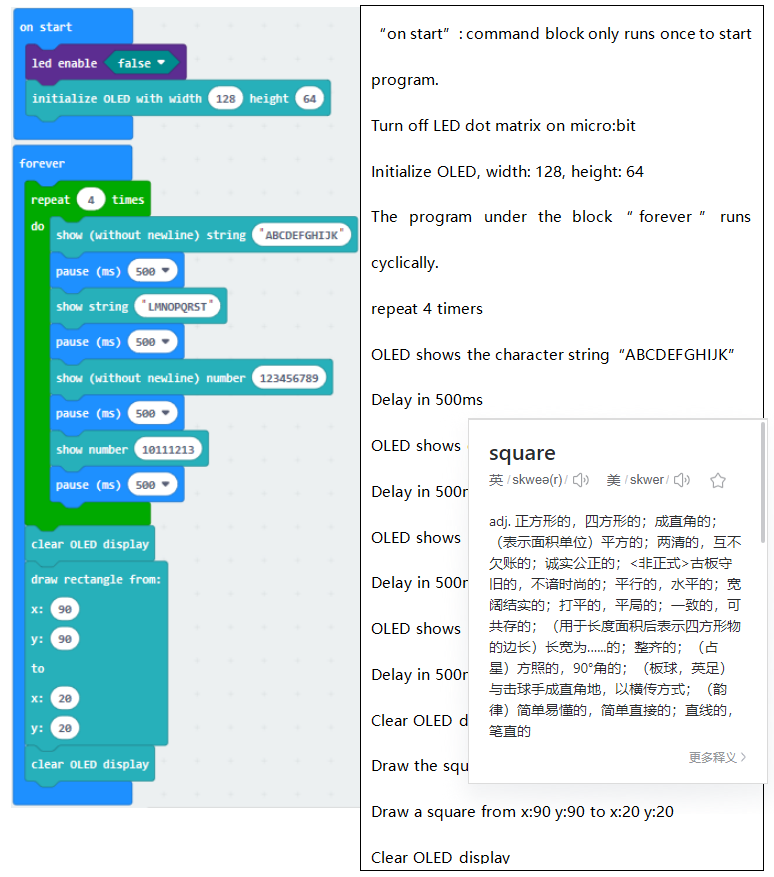 on start
led enable false
initialize OLED with width 128 height 64
forever
repeat 4 times
do
show (without newline) string "ABCDEFGHIJK"
pause (ms) 500
show string "LMNOPQRST"
pause (ms) 500
show (without newline) number 123456789
pause (ms) 500
show number 10111213
pause (ms) 500
clear OLED display
draw rectangle from:
x: 90
y: 90
to
x: 20
y: 20
clear OLED display
“on start”: command block only runs once to start
program.
Turn off LED dot matrix on micro:bit
Initialize OLED, width: 128, height: 64
The program under the block “forever” runs
cyclically.
repeat 4 timers
OLED shows the character string “ABCDEFGHIJK”
Delay in 500ms
OLED shows
Delay in 500
OLED shows
Delay in 500
OLED shows
Delay in 500
Clear OLED
Draw the squ
Draw a square from x:90 y:90 to x:20 y:20
Clear OLED display
square
英 / skweə(r) / 美 / skwer /
adj. 正方形的，四方形的；成直角的；
（表示面积单位）平方的；两清的，互不
欠账的；诚实公正的；<非正式>古板守
旧的，不谙时尚的；平行的，水平的；宽
阔结实的；打平的，平局的；一致的，可
共存的；（用于长度面积后表示四方形物
的边长）长宽为......的；整齐的；（占
星）方照的，90°角的；（板球，英足）
与击球手成直角地，以横传方式；（韵
律）简单易懂的，简单直接的；直线的，
笔直的
更多释义